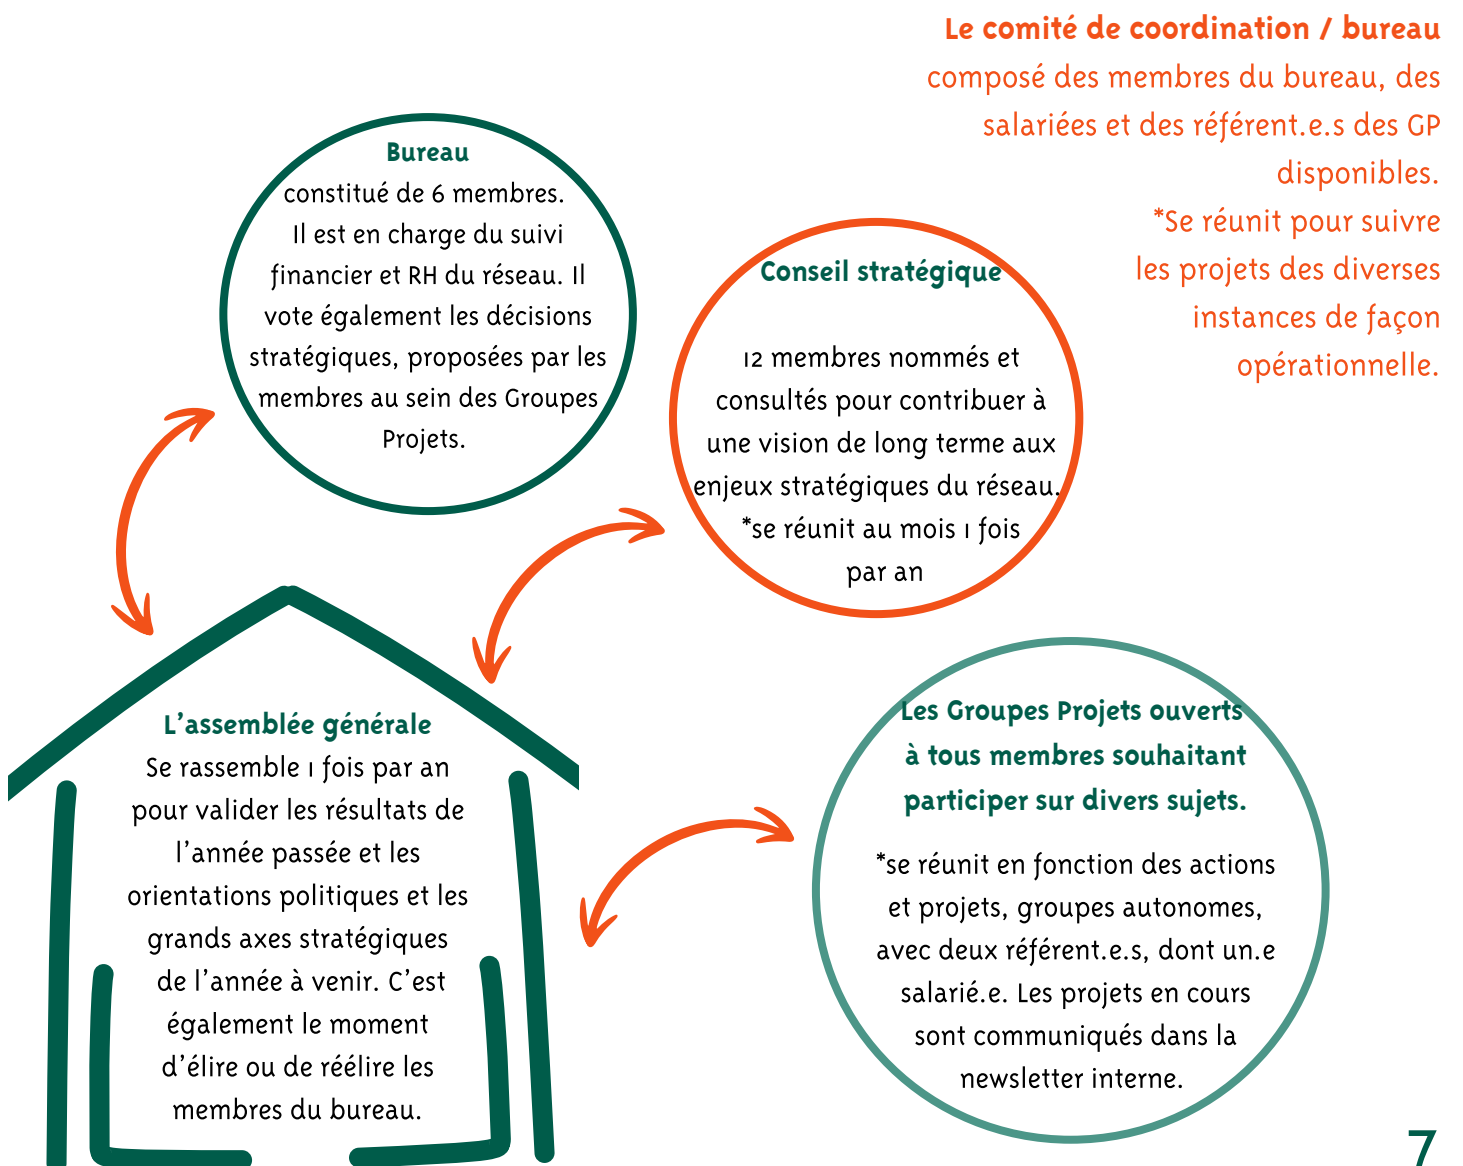 Le comité de coordination / bureau
composé des membres du bureau, des
salariées et des référent.e.s des GP
disponibles.
*Se réunit pour suivre
les projets des diverses
instances de façon
opérationnelle.
Bureau
constitué de 6 membres.
Il est en charge du suivi
financier et RH du réseau. Il
vote également les décisions
stratégiques, proposées par les
membres au sein des Groupes
Projets.
Conseil stratégique
12 membres nommés et
consultés pour contribuer à
une vision de long terme aux
enjeux stratégiques du réseau.
*se réunit au mois 1 fois
par an
L'assemblée générale
Se rassemble 1 fois par an
pour valider les résultats de
l'année passée et les
orientations politiques et les
grands axes stratégiques
de l'année à venir. C'est
également le moment
d'élire ou de réélire les
membres du bureau.
Les Groupes Projets ouverts
à tous membres souhaitant
participer sur divers sujets.
*se réunit en fonction des actions
et projets, groupes autonomes,
avec deux référent.e.s, dont un.e
salarié.e. Les projets en cours
sont communiqués dans la
newsletter interne.
7